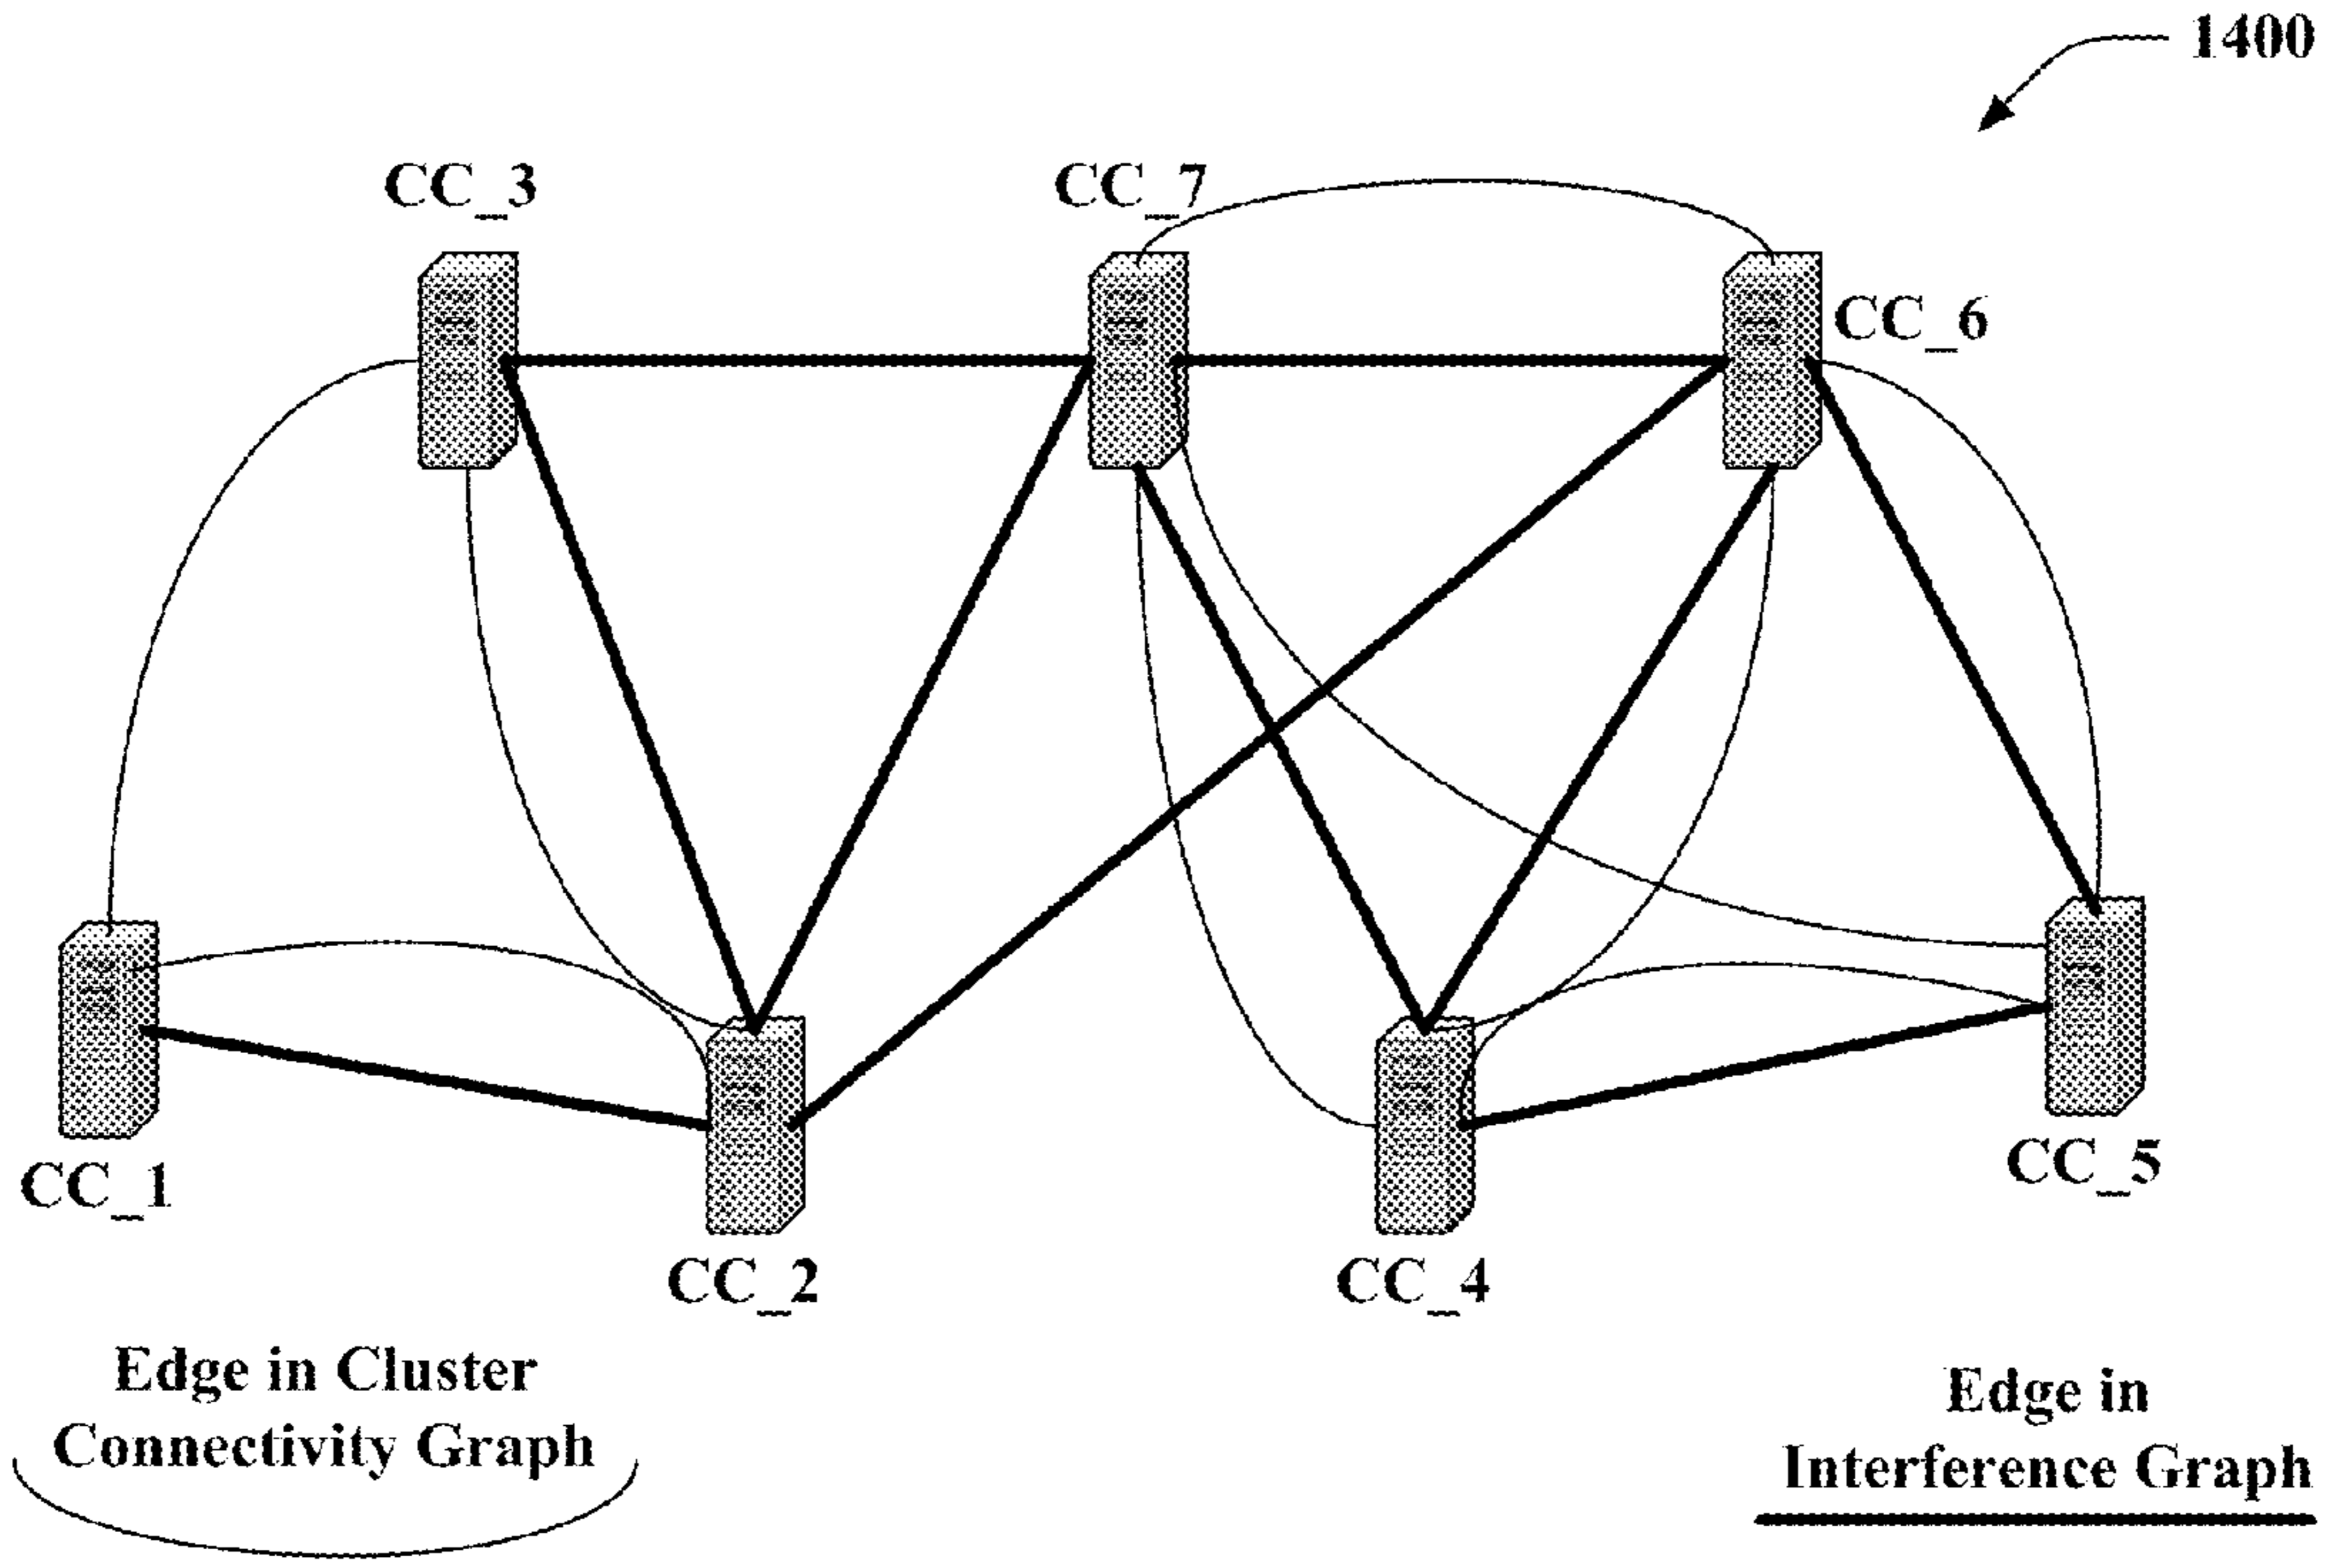 1400
CC_3
CC_7
CC_6
CC_1
CC_5
CC_2
CC_4
Edge in Cluster
Connectivity Graph
Edge in
Interference Graph